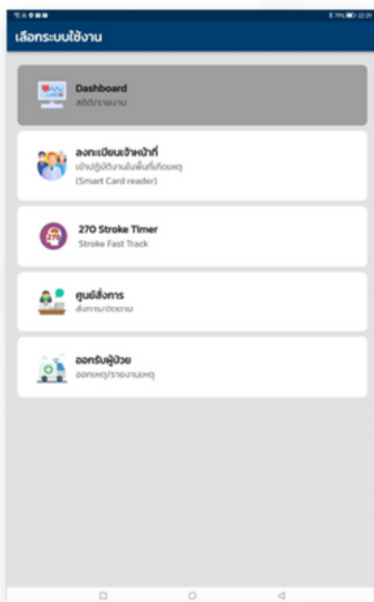 เลือกระบบใช้งาน
Dashboard
สถิติ/รายงาน
ลงทะเบียนเจ้าหน้าที่
เข้าปฏิบัติงานในพื้นที่เกิดเหตุ
(Smart Card reader)
270
270 Stroke Timer
Stroke Fast Track
ศูนย์สั่งการ
สั่งการ/ติดตาม
ออกรับผู้ป่วย
ออกเหตุ/รายงานเหตุ